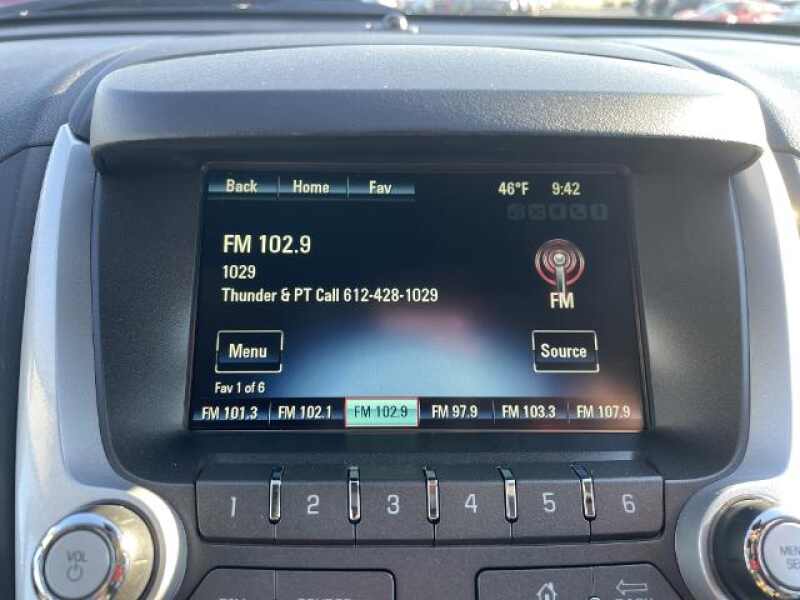 Back Home Fav 46°F 9:42
FM 102.9
1029
Thunder & PT Call 612-428-1029
FM
Menu Source
Fav 1 of 6
FM 101.3 FM 102.1 FM 102.9 FM 97.9 FM 103.3 FM 107.9
1 2 3 4 5 6
VOL